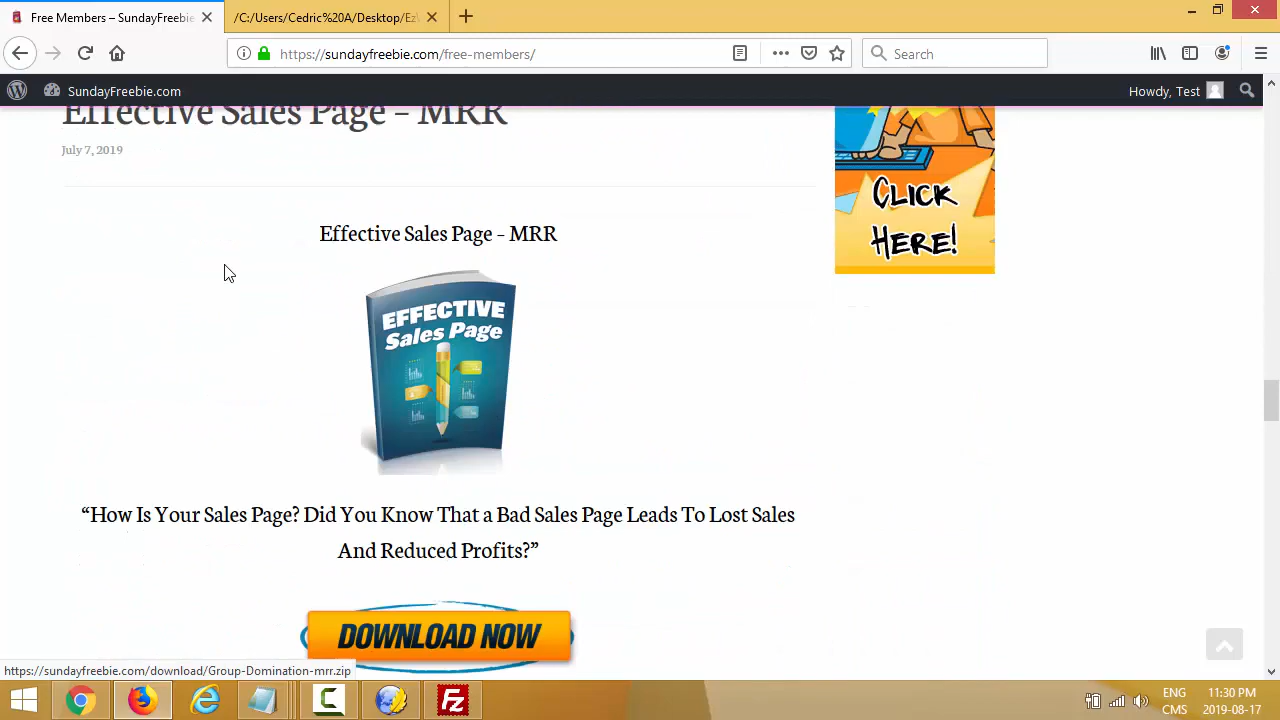 Free Members – SundayFreebie
/C:/Users/Cedric%20A/Desktop/Ez
https://sundayfreebie.com/free-members/
Search
SundayFreebie.com
Howdy, Test
Effective Sales Page – MRR
July 7, 2019
CLICK
HERE!
Effective Sales Page – MRR
EFFECTIVE
Sales Page
“How Is Your Sales Page? Did You Know That a Bad Sales Page Leads To Lost Sales
And Reduced Profits?”
DOWNLOAD NOW
https://sundayfreebie.com/download/Group-Domination-mrr.zip
ENG
CMS
11:30 PM
2019-08-17